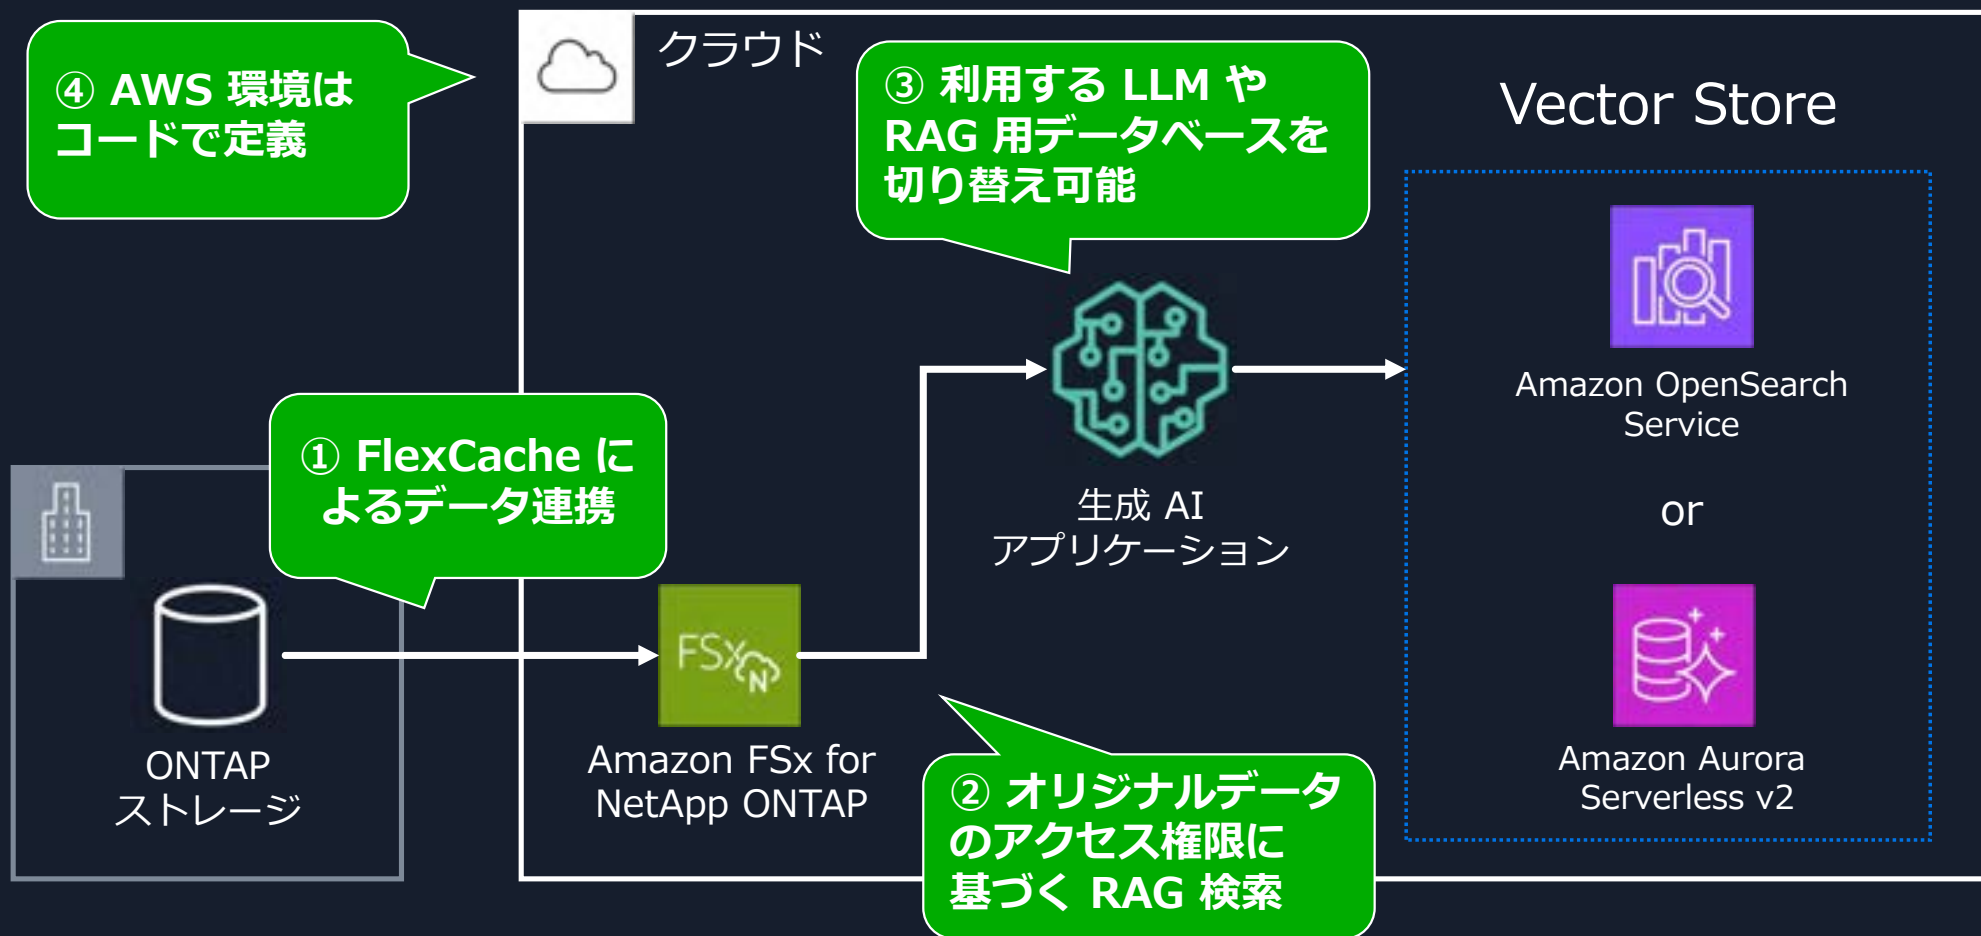 ④ AWS 環境は
コードで定義
クラウド
③ 利用する LLM や
RAG 用データベースを
切り替え可能
Vector Store
Amazon OpenSearch
Service
or
Amazon Aurora
Serverless v2
① FlexCache に
よるデータ連携
生成 AI
アプリケーション
ONTAP
ストレージ
FSx
N
Amazon FSx for
NetApp ONTAP
② オリジナルデータ
のアクセス権限に
基づく RAG 検索